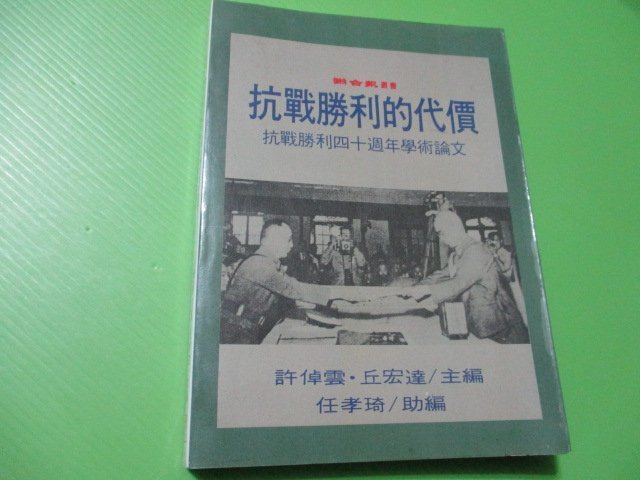 聯合報叢書
抗戰勝利的代價
抗戰勝利四十週年學術論文
許倬雲・丘宏達/主編
任孝琦/助編